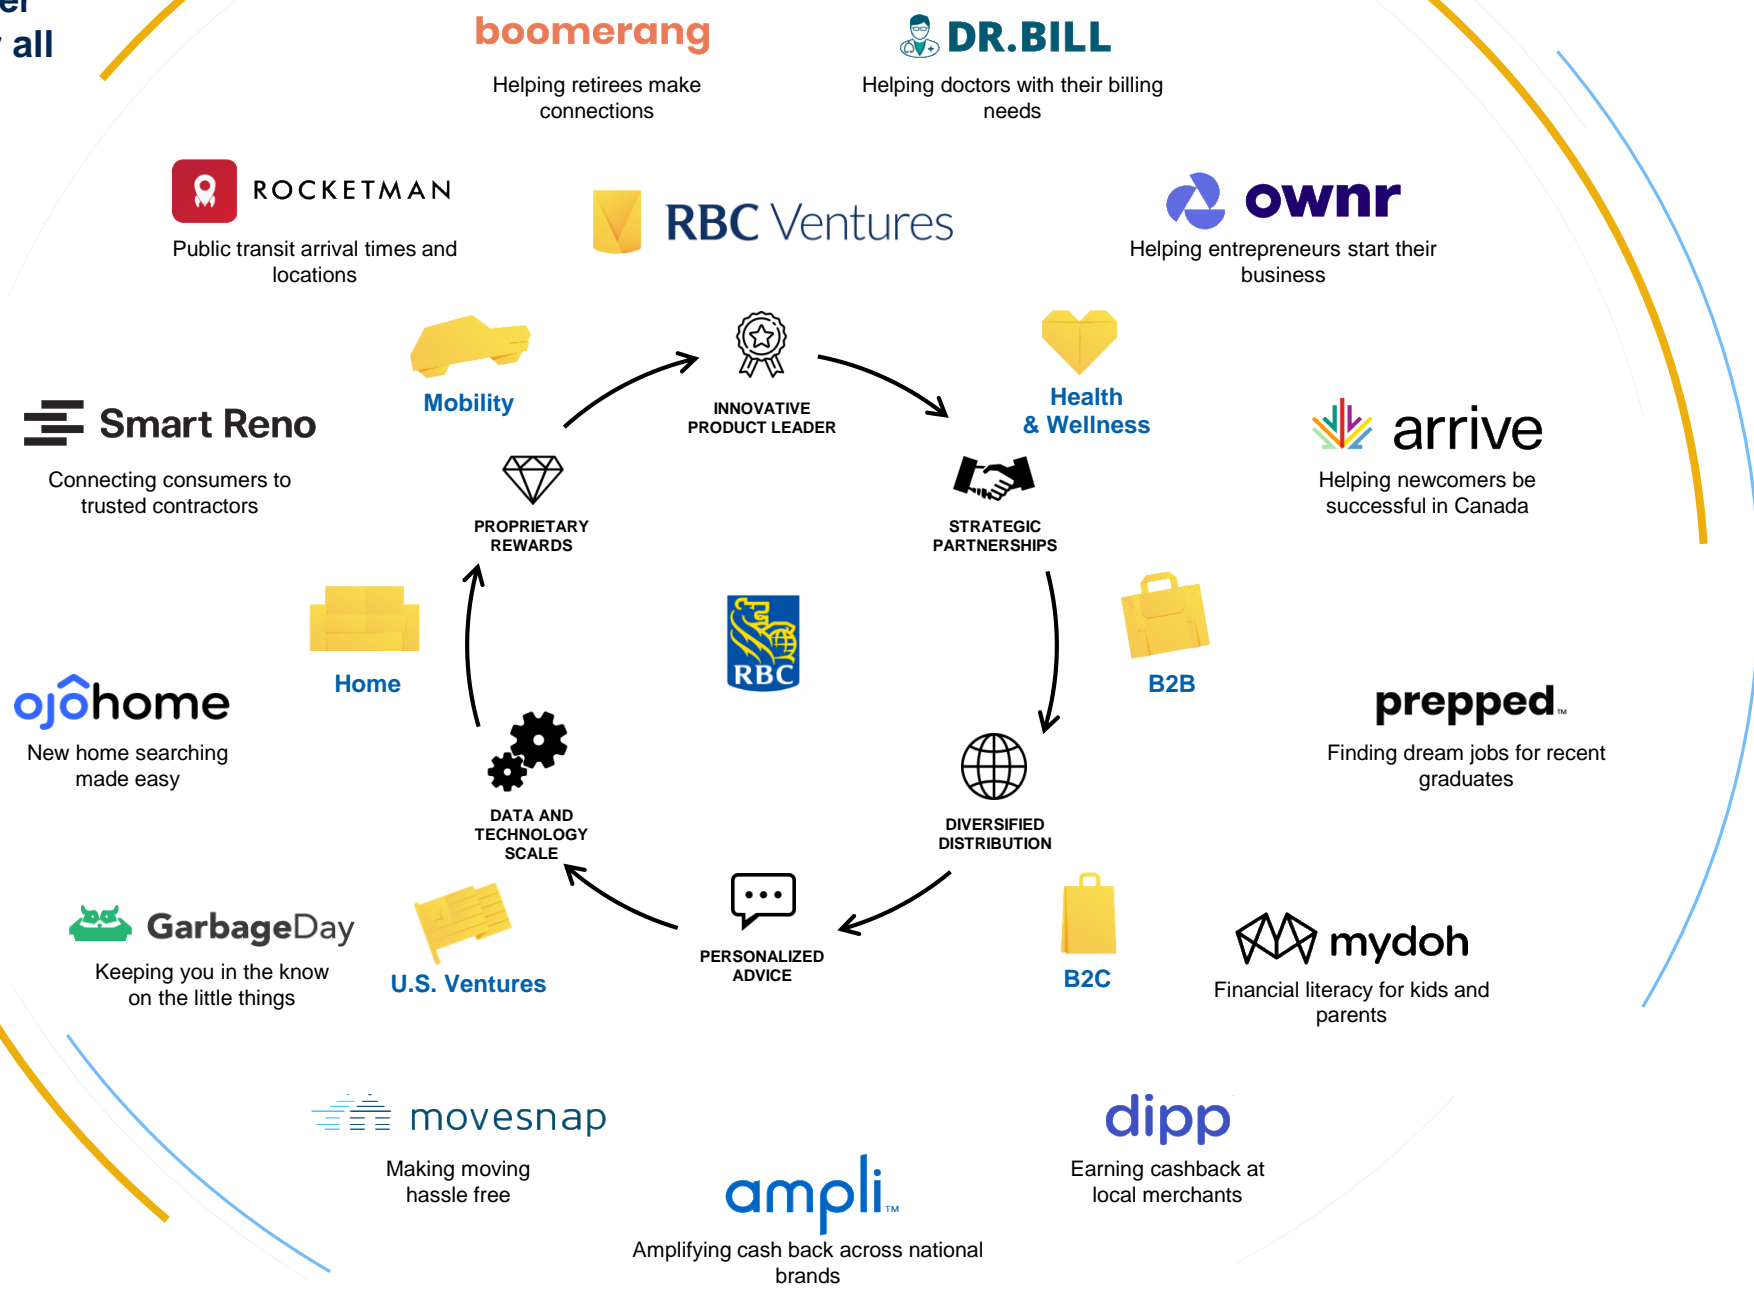 er
all
boomerang
Helping retirees make
connections
DR.BILL
Helping doctors with their billing
needs
ROCKETMAN
Public transit arrival times and
locations
RBC Ventures
ownr
Helping entrepreneurs start their
business
Mobility
INNOVATIVE
PRODUCT LEADER
Health
& Wellness
Smart Reno
Connecting consumers to
trusted contractors
arrive
Helping newcomers be
successful in Canada
PROPRIETARY
REWARDS
STRATEGIC
PARTNERSHIPS
RBC
Home
B2B
ojôhome
New home searching
made easy
prepped™
Finding dream jobs for recent
graduates
DATA AND
TECHNOLOGY
SCALE
DIVERSIFIED
DISTRIBUTION
GarbageDay
Keeping you in the know
on the little things
U.S. Ventures
PERSONALIZED
ADVICE
B2C
mydoh
Financial literacy for kids and
parents
movesnap
Making moving
hassle free
ampli™
Amplifying cash back across national
brands
dipp
Earning cashback at
local merchants